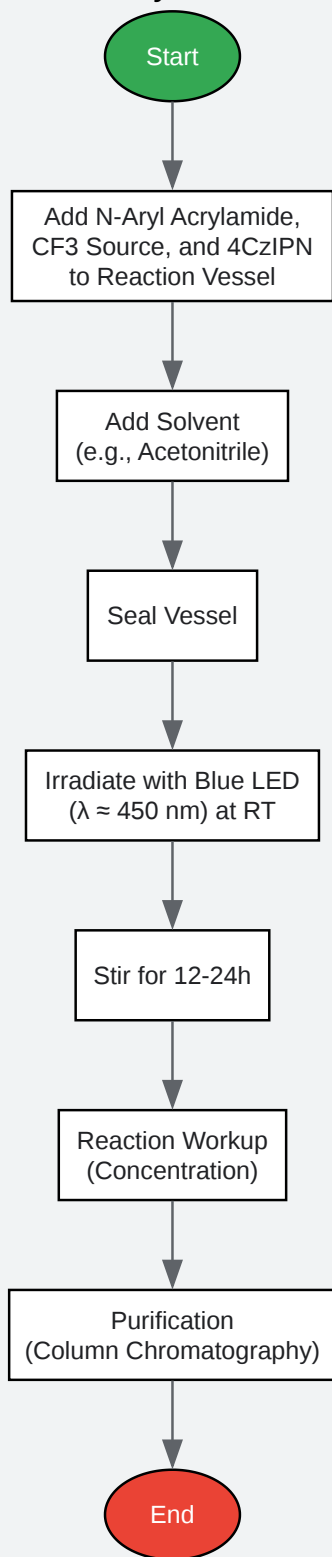 Start
Add N-Aryl Acrylamide,
CF3 Source, and 4CzIPN
to Reaction Vessel
Add Solvent
(e.g., Acetonitrile)
Seal Vessel
Irradiate with Blue LED
(λ ≈ 450 nm) at RT
Stir for 12-24h
Reaction Workup
(Concentration)
Purification
(Column Chromatography)
End